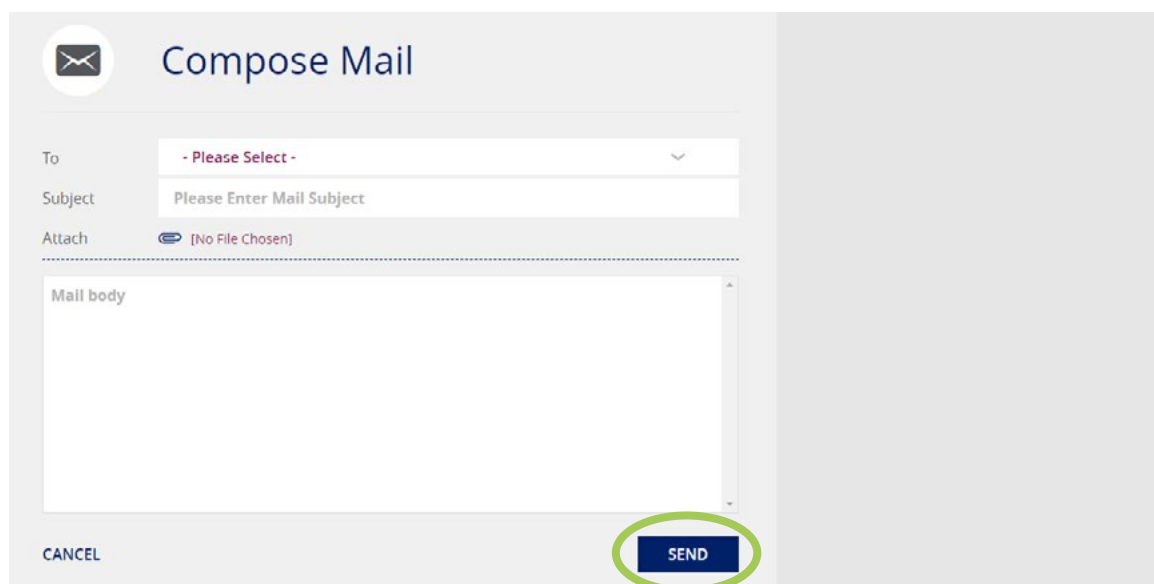 Compose Mail
To - Please Select -
Subject Please Enter Mail Subject
Attach [No File Chosen]
Mail body
CANCEL SEND